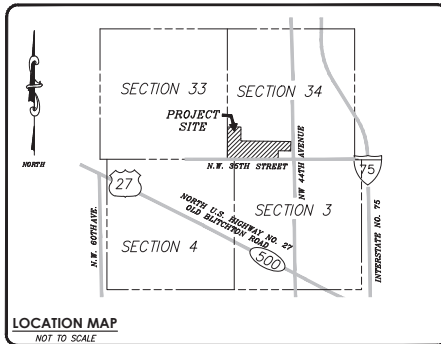 SECTION 33
SECTION 34
PROJECT
SITE
NORTH
N.W. 35TH STREET
NW 44TH AVENUE
75
27
N.W. 60TH AVE.
NORTH U.S. HIGHWAY NO. 27
OLD BLITCHTON ROAD
SECTION 3
SECTION 4
500
INTERSTATE NO. 75
LOCATION MAP
NOT TO SCALE